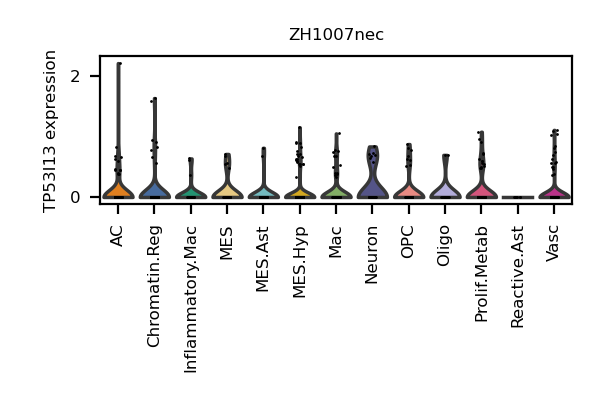 ZH1007nec
TP53I13 expression
2
0
AC
Chromatin.Reg
Inflammatory.Mac
MES
MES.Ast
MES.Hyp
Mac
Neuron
OPC
Oligo
Prolif.Metab
Reactive.Ast
Vasc